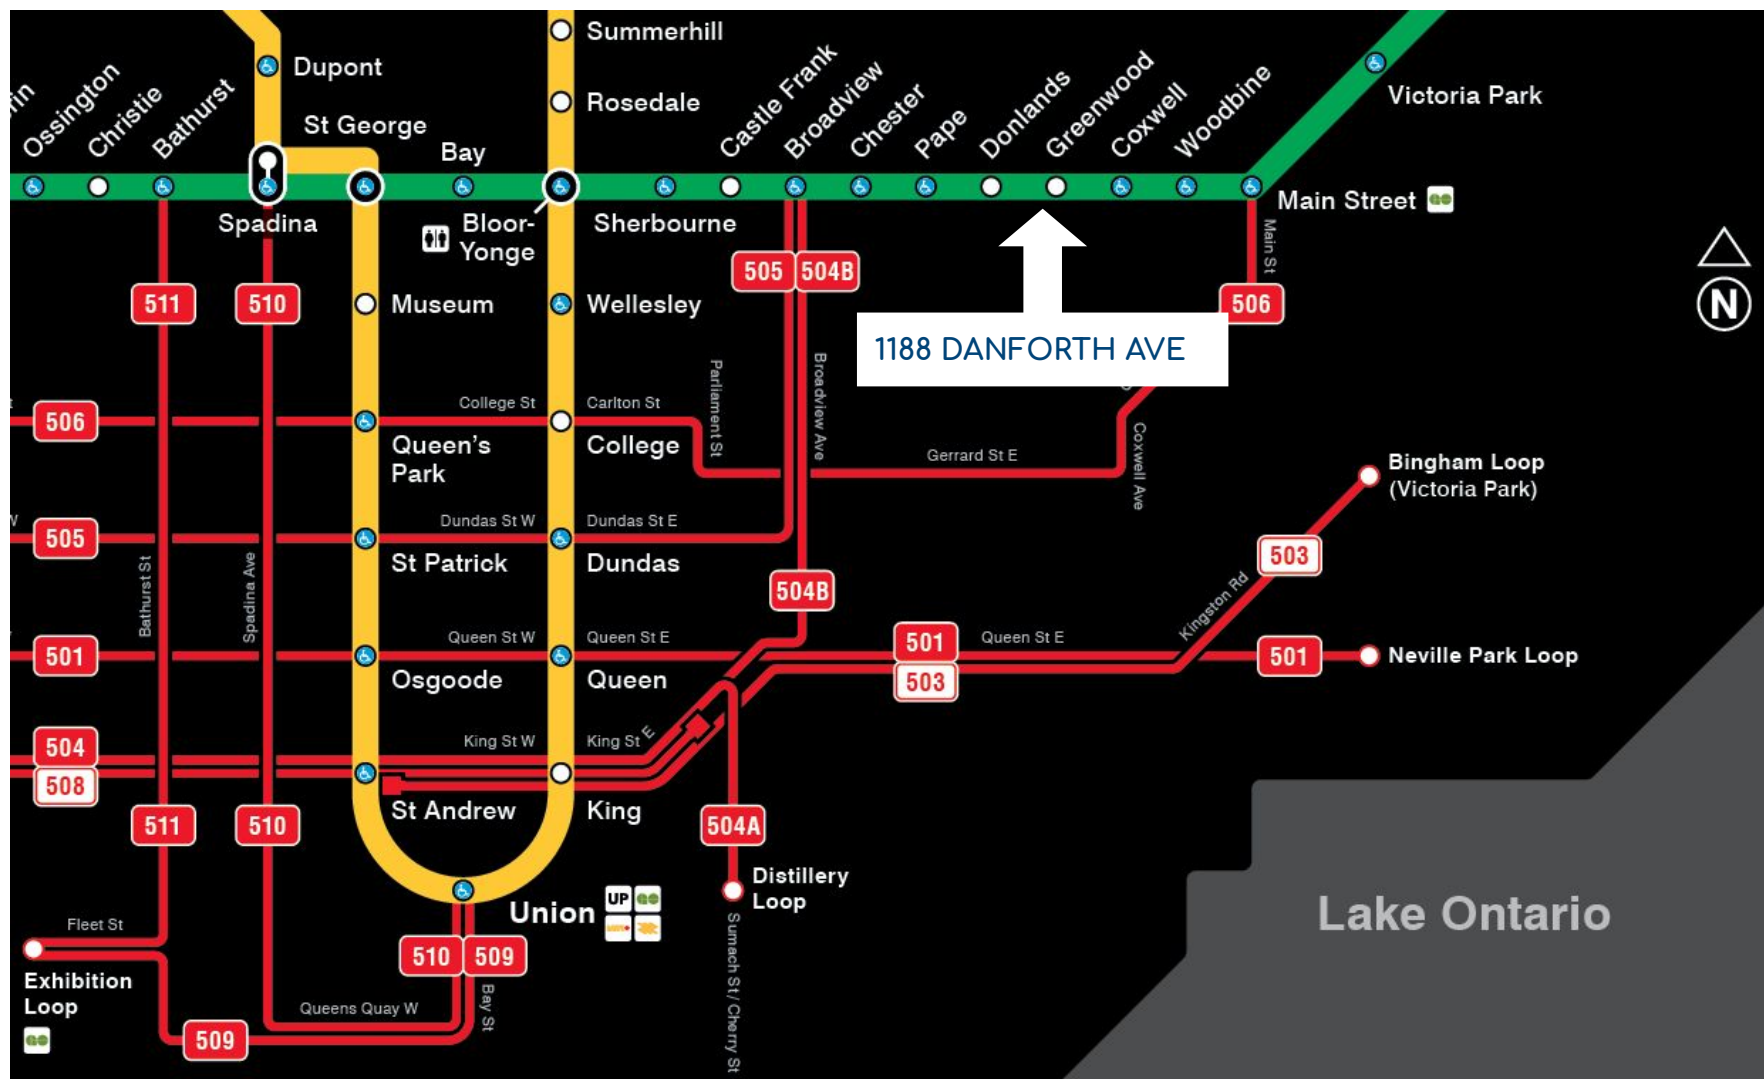 Summerhill
Dupont
Rosedale
St George
Bay
Ossington
Christie
Bathurst
Castle Frank
Broadview
Chester
Pape
Donlands
Greenwood
Coxwell
Woodbine
Victoria Park
Main Street
Spadina
Bloor-
Yonge
Sherbourne
Main St
505
504B
511
510
Museum
Wellesley
506
N
1188 DANFORTH AVE
Parliament St
Broadview Ave
506
College St
Carlton St
Queen's
Park
College
Gerrard St E
Coxwell Ave
Bingham Loop
(Victoria Park)
505
Dundas St W
Dundas St E
St Patrick
Dundas
503
Bathurst St
Spadina Ave
504B
Kingston Rd
501
Queen St W
Queen St E
501
503
Queen St E
501
Neville Park Loop
Osgoode
Queen
504
508
King St W
King St E
St Andrew
King
511
510
504A
Distillery
Loop
Union
UP
Sumach St / Cherry St
Lake Ontario
Fleet St
510
509
Exhibition
Loop
Queens Quay W
Bay St
509